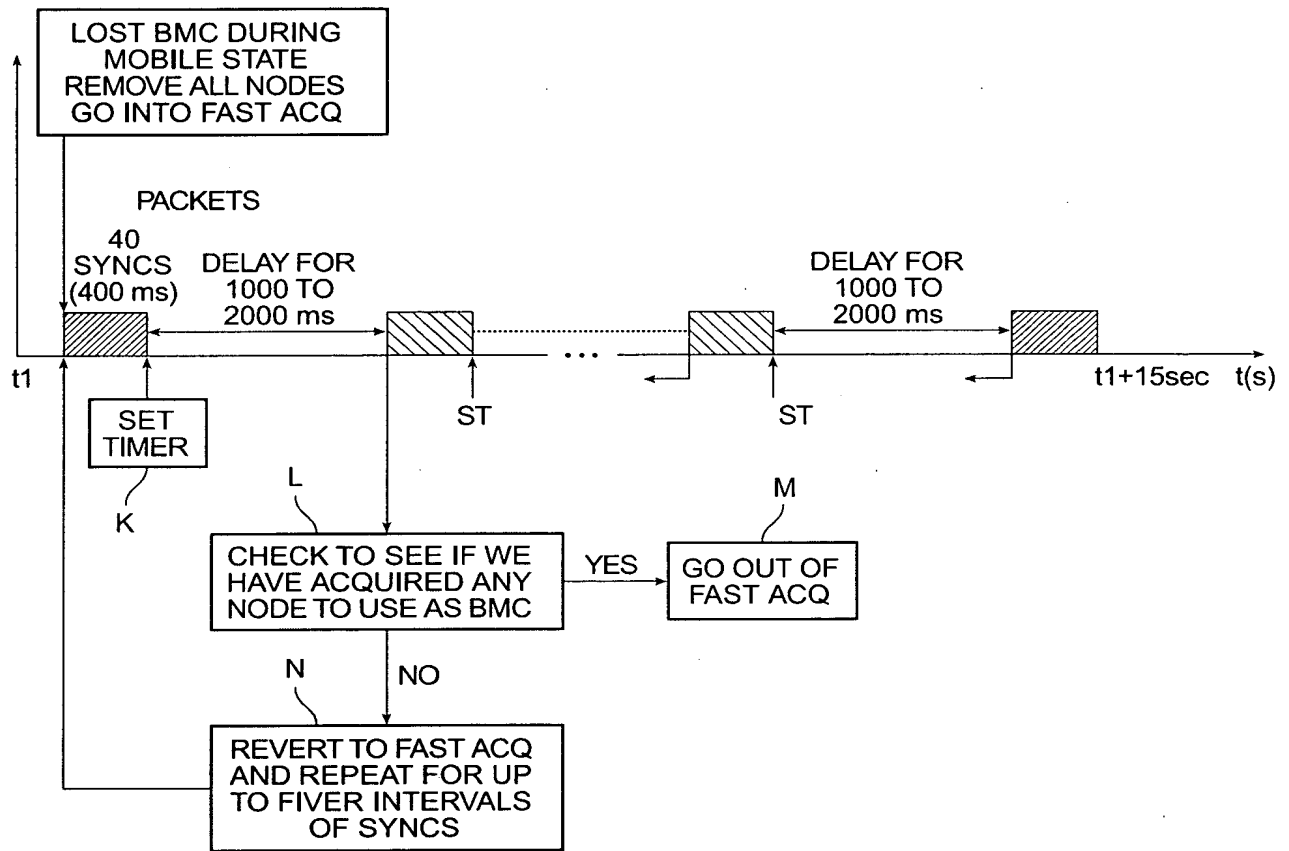 LOST BMC DURING
MOBILE STATE
REMOVE ALL NODES
GO INTO FAST ACQ
PACKETS
40
SYNCS
(400 ms)
DELAY FOR
1000 TO
2000 ms
DELAY FOR
1000 TO
2000 ms
...
t1
t1+15sec
t(s)
SET
TIMER
ST
ST
K
L
M
CHECK TO SEE IF WE
HAVE ACQUIRED ANY
NODE TO USE AS BMC
YES
GO OUT OF
FAST ACQ
NO
N
REVERT TO FAST ACQ
AND REPEAT FOR UP
TO FIVER INTERVALS
OF SYNCS